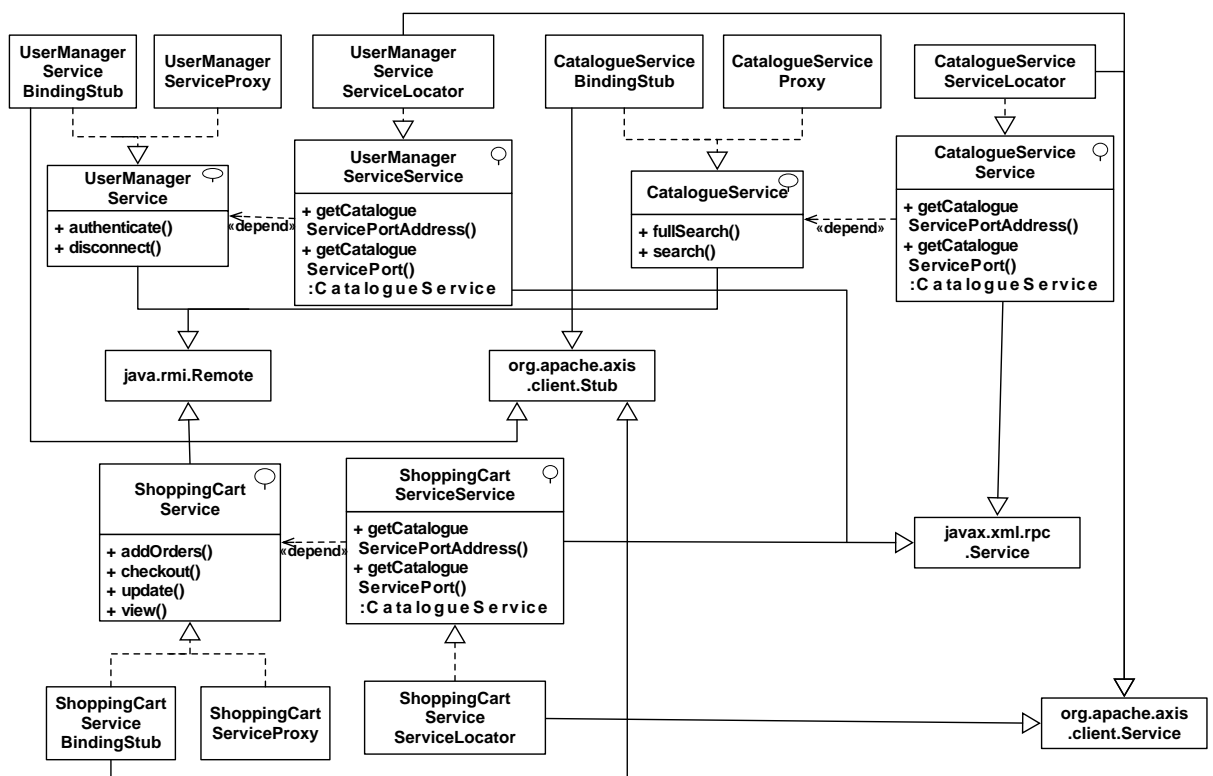 UserManager
Service
BindingStub
UserManager
ServiceProxy
UserManager
Service
ServiceLocator
CatalogueService
BindingStub
CatalogueService
Proxy
CatalogueService
ServiceLocator
UserManager
Service
+ authenticate()
+ disconnect()
«depend»
UserManager
ServiceService
+ getCatalogue
ServicePortAddress()
+ getCatalogue
ServicePort()
:CatalogueService
CatalogueService
+ fullSearch()
+ search()
«depend»
CatalogueService
Service
+ getCatalogue
ServicePortAddress()
+ getCatalogue
ServicePort()
:CatalogueService
java.rmi.Remote
org.apache.axis
.client.Stub
ShoppingCart
Service
+ addOrders()
+ checkout()
+ update()
+ view()
«depend»
ShoppingCart
ServiceService
+ getCatalogue
ServicePortAddress()
+ getCatalogue
ServicePort()
:CatalogueService
javax.xml.rpc
.Service
ShoppingCart
Service
BindingStub
ShoppingCart
ServiceProxy
ShoppingCart
Service
ServiceLocator
org.apache.axis
.client.Service